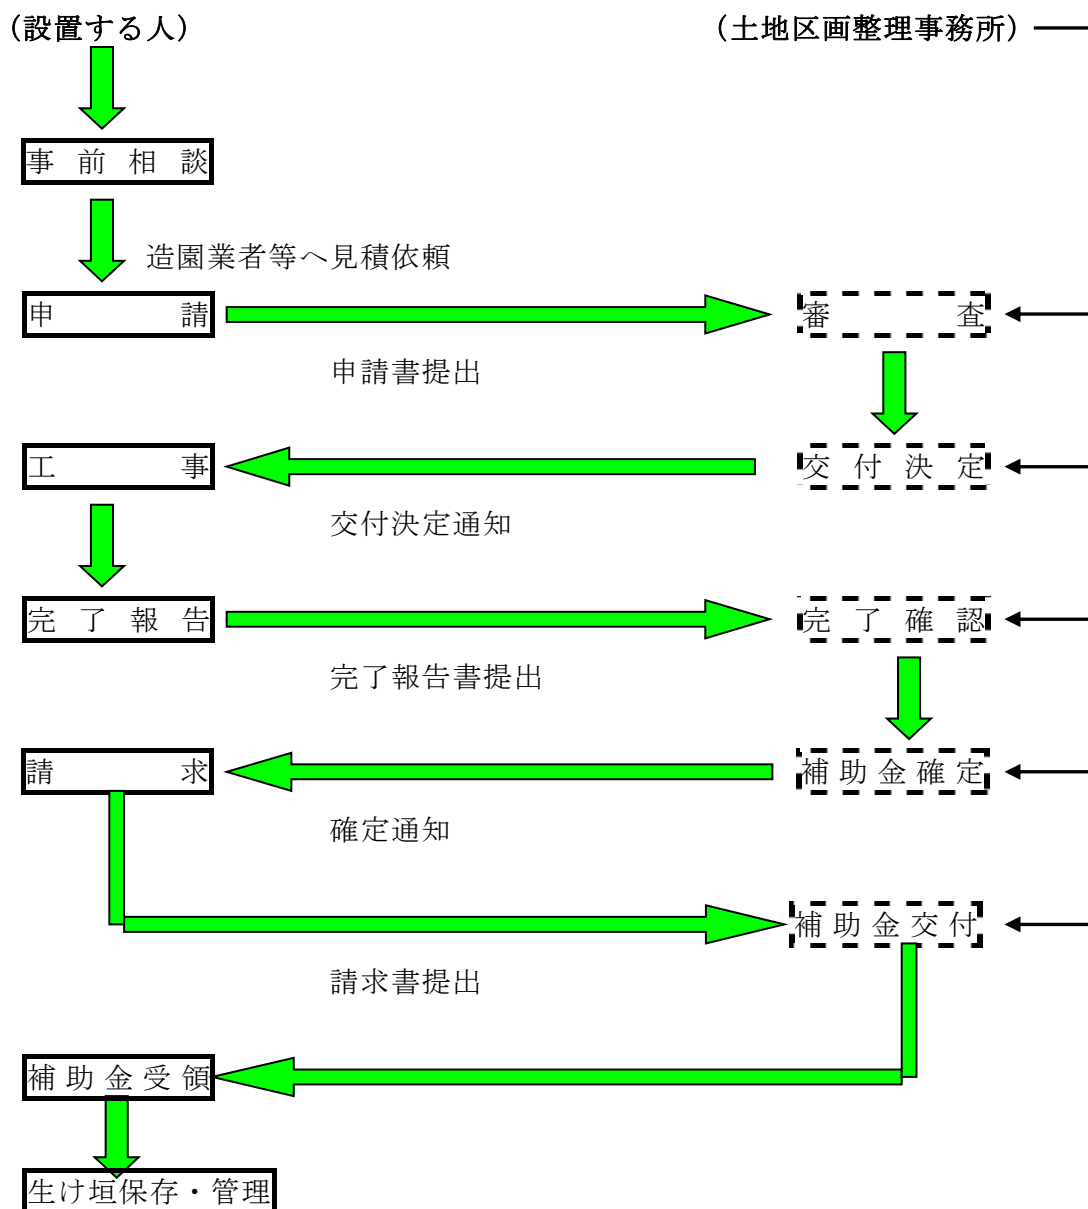 （設置する人）
（土地区画整理事務所）
事前相談
造園業者等へ見積依頼
申請
審査
申請書提出
工事
交付決定
交付決定通知
完了報告
完了確認
完了報告書提出
請求
補助金確定
確定通知
補助金交付
請求書提出
補助金受領
生け垣保存・管理